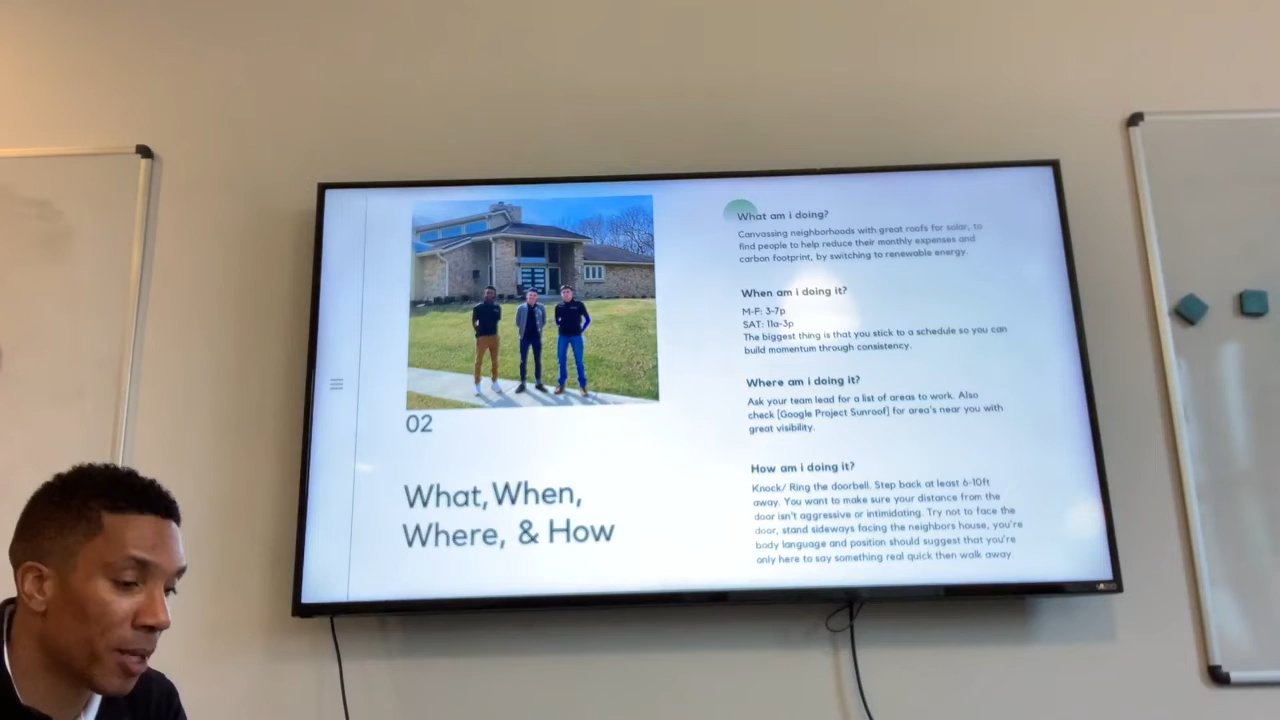 02
What, When,
Where, & How
What am i doing?
Canvassing neighborhoods with great roofs for solar, to
find people to help reduce their monthly expenses and
carbon footprint, by switching to renewable energy.
When am i doing it?
M-F: 3-7p
SAT: 11a-3p
The biggest thing is that you stick to a schedule so you can
build momentum through consistency.
Where am i doing it?
Ask your team lead for a list of areas to work. Also
check [Google Project Sunroof] for area's near you with
great visibility.
How am i doing it?
Knock/ Ring the doorbell. Step back at least 6-10ft
away. You want to make sure your distance from the
door isn't aggressive or intimidating. Try not to face the
door, stand sideways facing the neighbors house, you're
body language and position should suggest that you're
only here to say something real quick then walk away
VIZIO